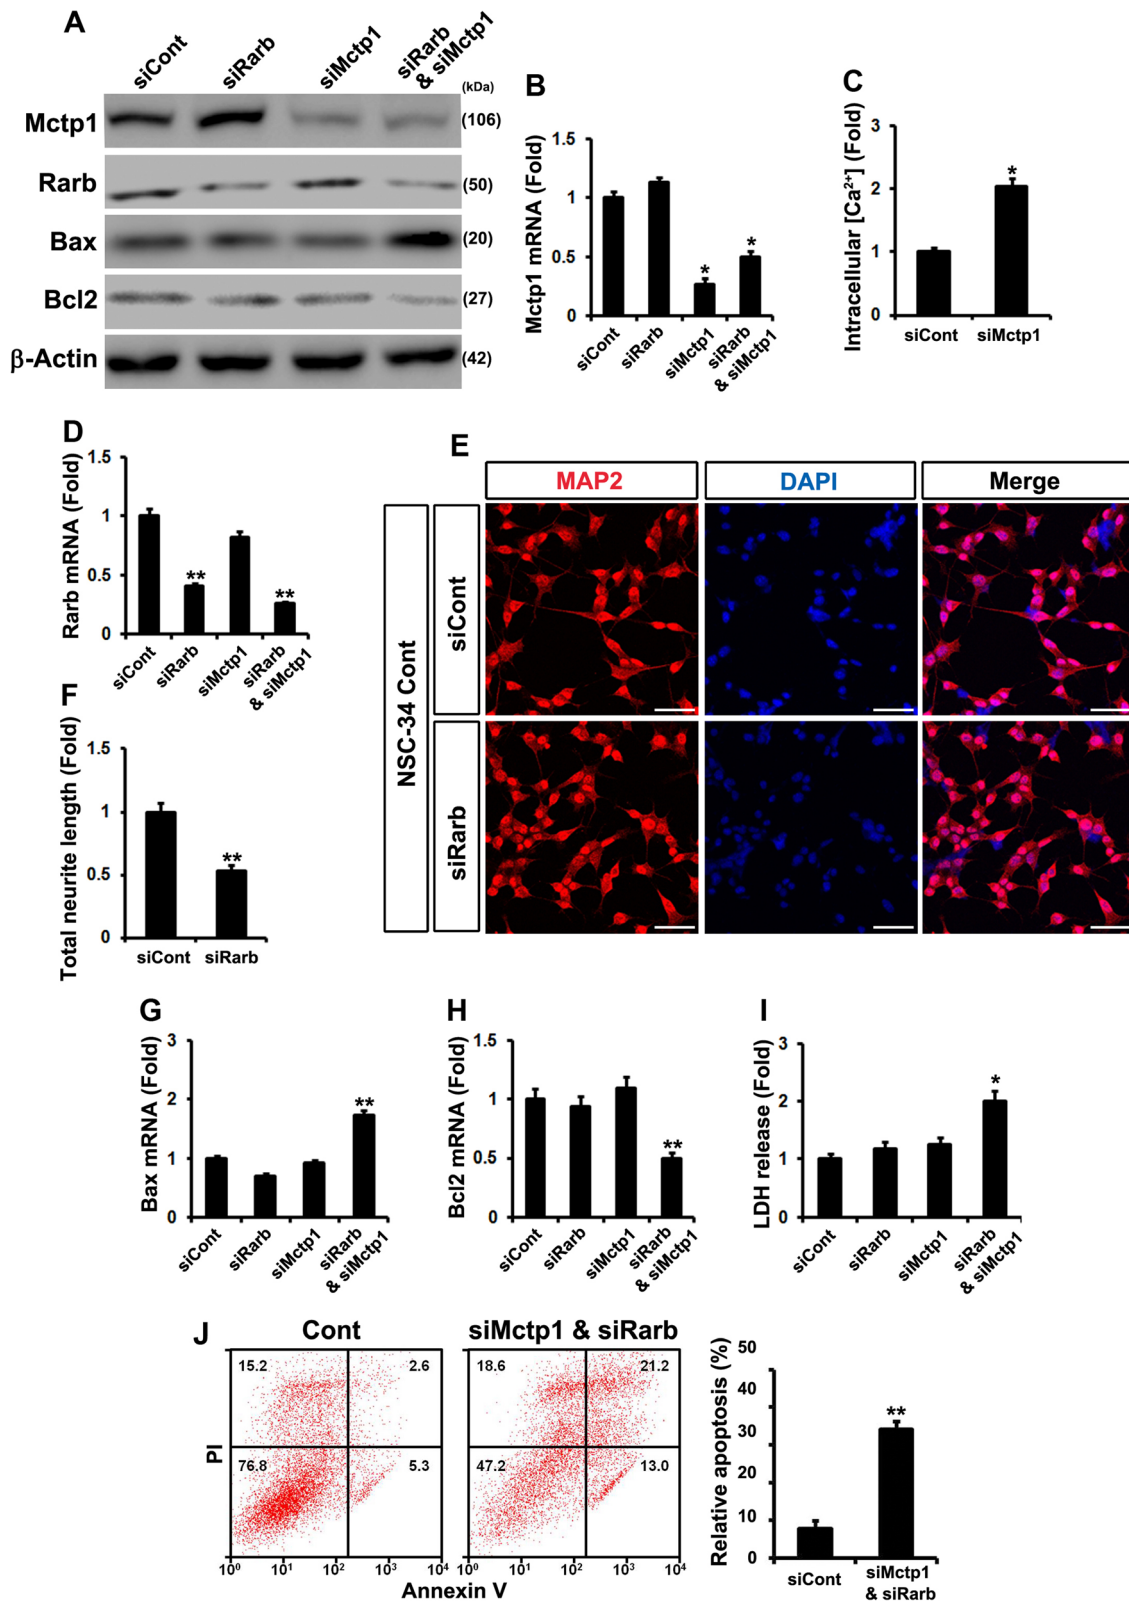 A
siCont
siRarb
siMctp1
siRarb
& siMctp1
(kDa)
Mctp1
(106)
Rarb
(50)
Bax
(20)
Bcl2
(27)
β-Actin
(42)
B
Mctp1 mRNA (Fold)
1.5
1
0.5
0
siCont
siRarb
siMctp1
siRarb
& siMctp1
*
*
C
Intracellular [Ca²⁺] (Fold)
3
2
1
0
*
siCont
siMctp1
D
Rarb mRNA (Fold)
1.5
1
0.5
0
**
**
siCont
siRarb
siMctp1
siRarb
& siMctp1
E
MAP2
DAPI
Merge
NSC-34 Cont
siCont
siRarb
F
Total neurite length (Fold)
1.5
1
0.5
0
**
siCont
siRarb
G
Bax mRNA (Fold)
3
2
1
0
**
siCont
siRarb
siMctp1
siRarb
& siMctp1
H
Bcl2 mRNA (Fold)
1.5
1
0.5
0
**
siCont
siRarb
siMctp1
siRarb
& siMctp1
I
LDH release (Fold)
3
2
1
0
*
siCont
siRarb
siMctp1
siRarb
& siMctp1
J
Cont
15.2
2.6
76.8
5.3
PI
10⁰
10¹
10²
10³
10⁴
siMctp1 & siRarb
18.6
21.2
47.2
13.0
10¹
10²
10³
10⁴
Annexin V
Relative apoptosis (%)
50
40
30
20
10
0
**
siCont
siMctp1
& siRarb